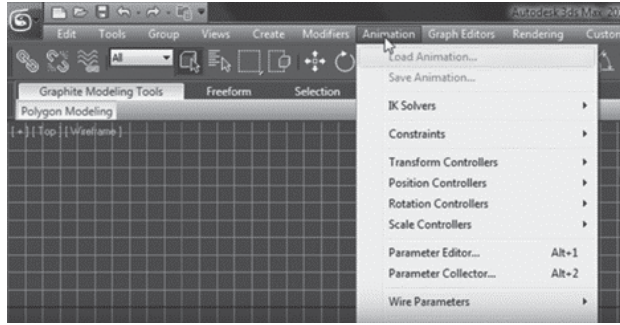 Autodesk 3ds Max 20
Edit Tools Group Views Create Modifiers Animation Graph Editors Rendering Custom
All
Load Animation...
Save Animation...
Graphite Modeling Tools Freeform Selection
Polygon Modeling
[ + ] [ Top ] [ Wireframe ]
IK Solvers
Constraints
Transform Controllers
Position Controllers
Rotation Controllers
Scale Controllers
Parameter Editor... Alt+1
Parameter Collector... Alt+2
Wire Parameters